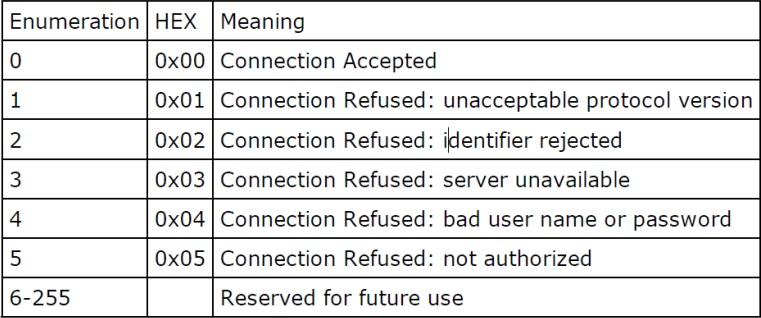 Enumeration HEX Meaning
0 0x00 Connection Accepted
1 0x01 Connection Refused: unacceptable protocol version
2 0x02 Connection Refused: identifier rejected
3 0x03 Connection Refused: server unavailable
4 0x04 Connection Refused: bad user name or password
5 0x05 Connection Refused: not authorized
6-255 Reserved for future use